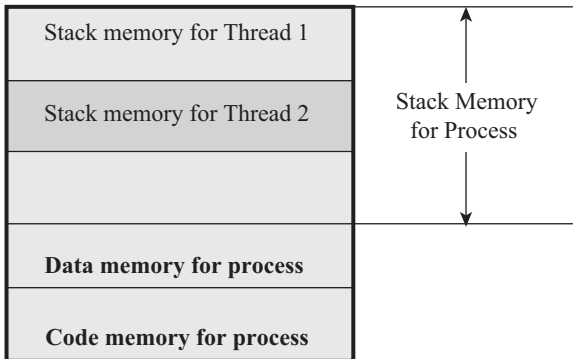 Stack memory for Thread 1
Stack memory for Thread 2
Stack Memory
for Process
Data memory for process
Code memory for process